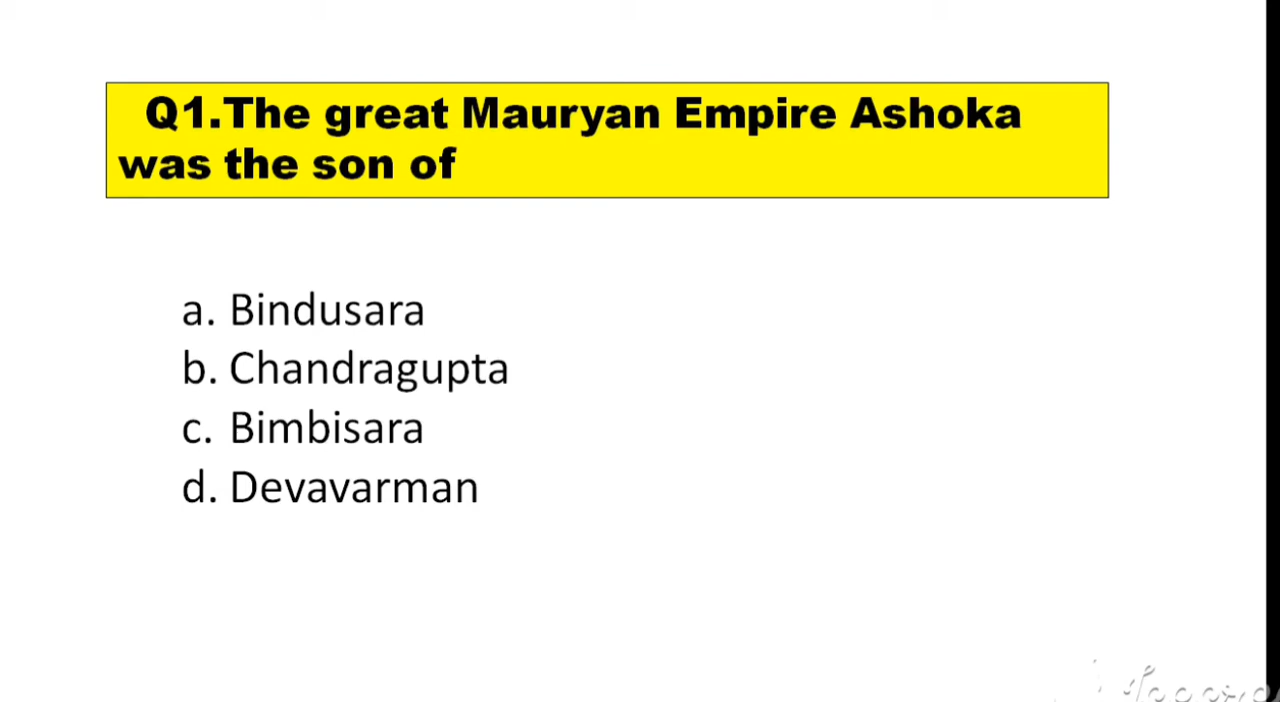 Q1.The great Mauryan Empire Ashoka
was the son of
a. Bindusara
b. Chandragupta
c. Bimbisara
d. Devavarman